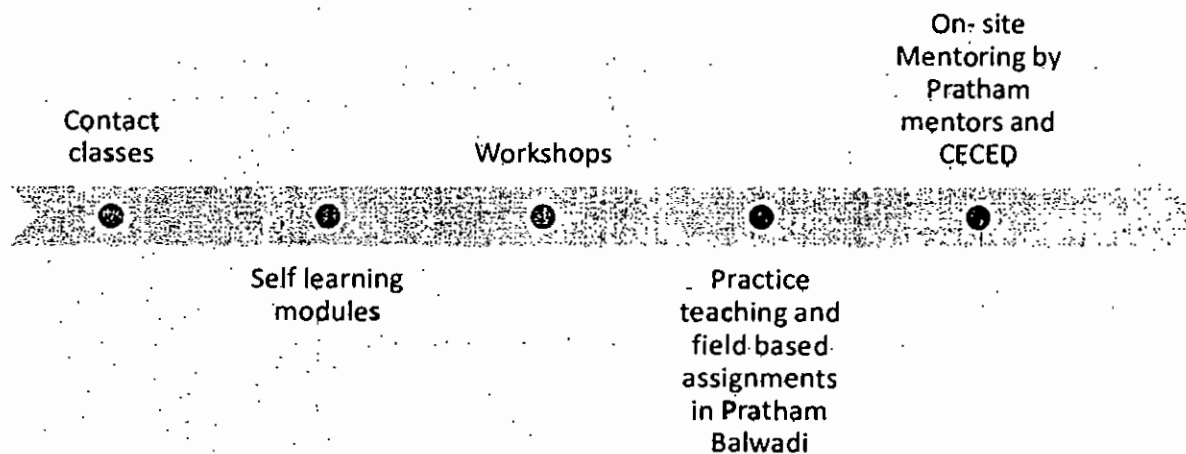 Contact
classes
Self learning
modules
Workshops
Practice
teaching and
field based
assignments
in Pratham
Balwadi
On- site
Mentoring by
Pratham
mentors and
CECED